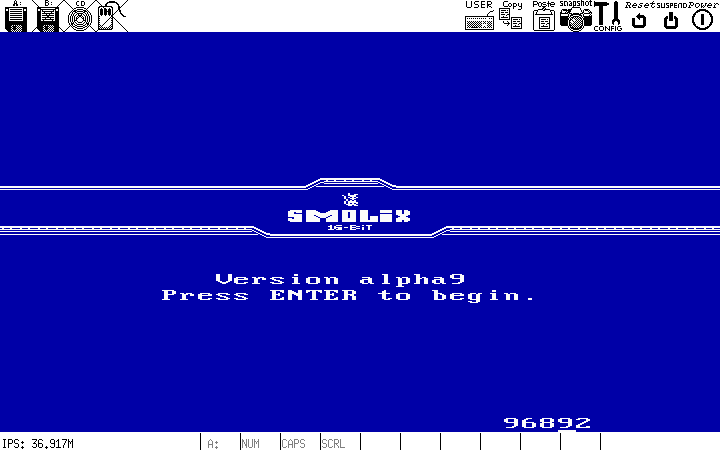 A: B: CD USER Copy Paste snapshot CONFIG Reset SUSPEND Power
SMOLiX
16-BiT
Version alpha9
Press ENTER to begin.
96892
IPS: 36.917M A: NUM CAPS SCRL